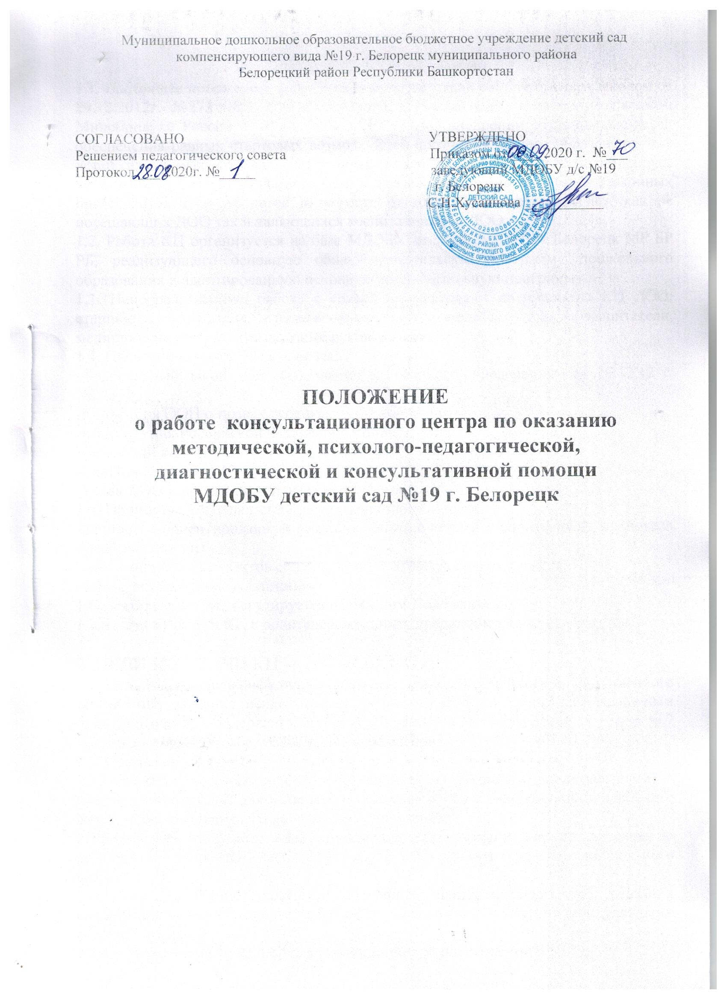 Муниципальное дошкольное образовательное бюджетное учреждение детский сад
компенсирующего вида №19 г. Белорецк муниципального района
Белорецкий район Республики Башкортостан
СОГЛАСОВАНО
Решением педагогического совета
Протокол 28.08 2020г. № 1
УТВЕРЖДЕНО
Приказом от 09 2020 г. № 70
заведующий МДОБУ д/с №19
г. Белорецк
С.Н.Хусаинова
МДОБУ
ДЕТСКИЙ САД
ИНН 0256008633
ПОЛОЖЕНИЕ
о работе консультационного центра по оказанию
методической, психолого-педагогической,
диагностической и консультативной помощи
МДОБУ детский сад №19 г. Белорецк